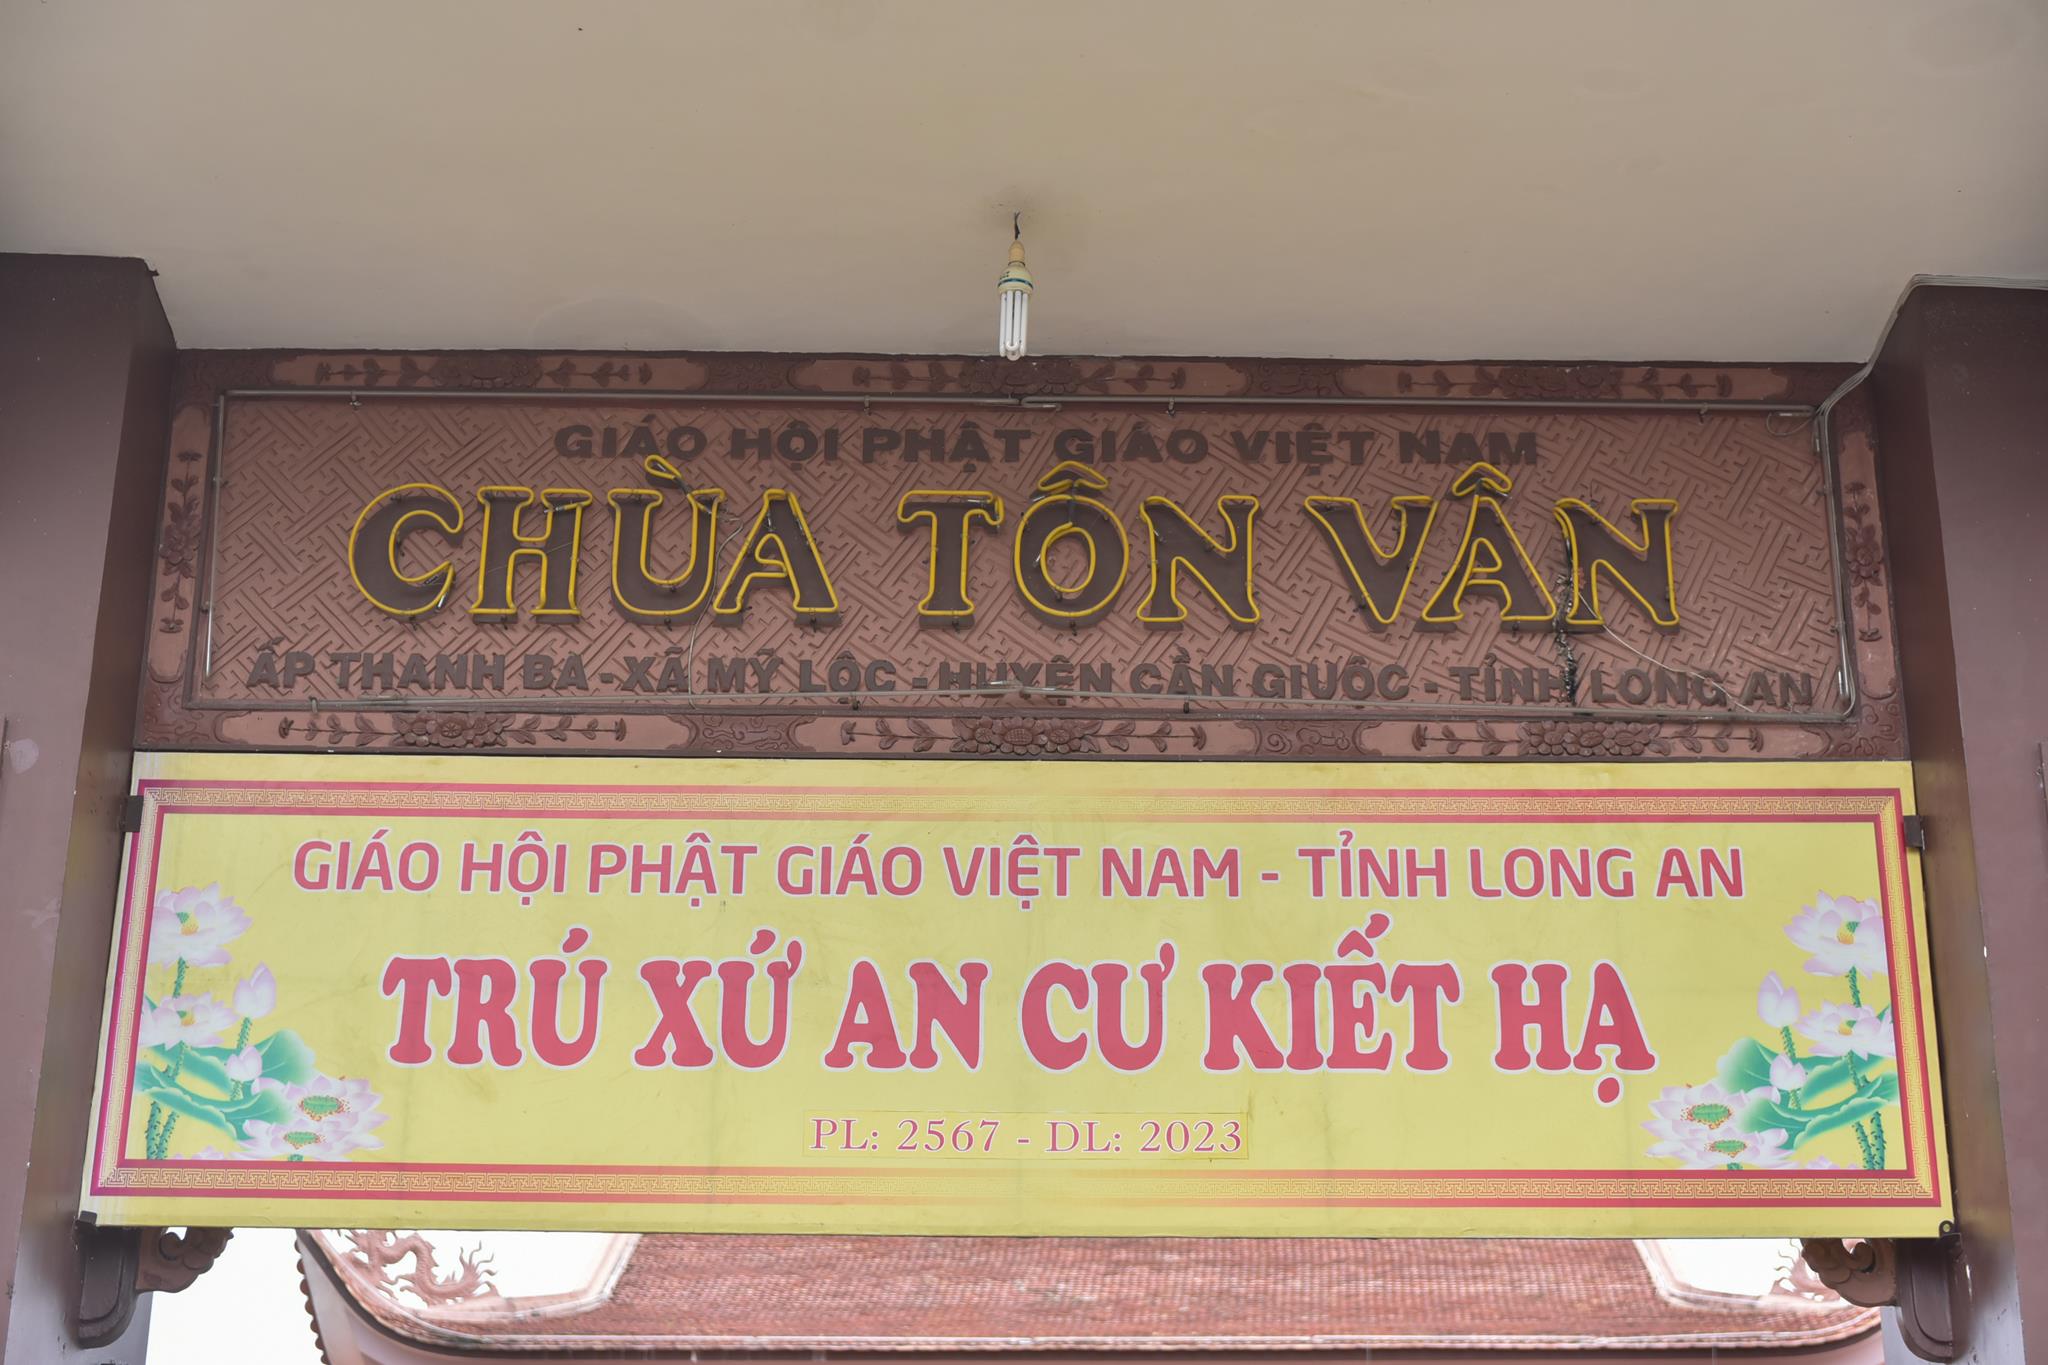 GIÁO HỘI PHẬT GIÁO VIỆT NAM
CHÙA TÔN VÂN
ẤP THANH BA - XÃ MỸ LỘC - HUYỆN CẦN GIUỘC - TỈNH LONG AN
GIÁO HỘI PHẬT GIÁO VIỆT NAM - TỈNH LONG AN
TRÚ XỨ AN CƯ KIẾT HẠ
PL: 2567 - DL: 2023